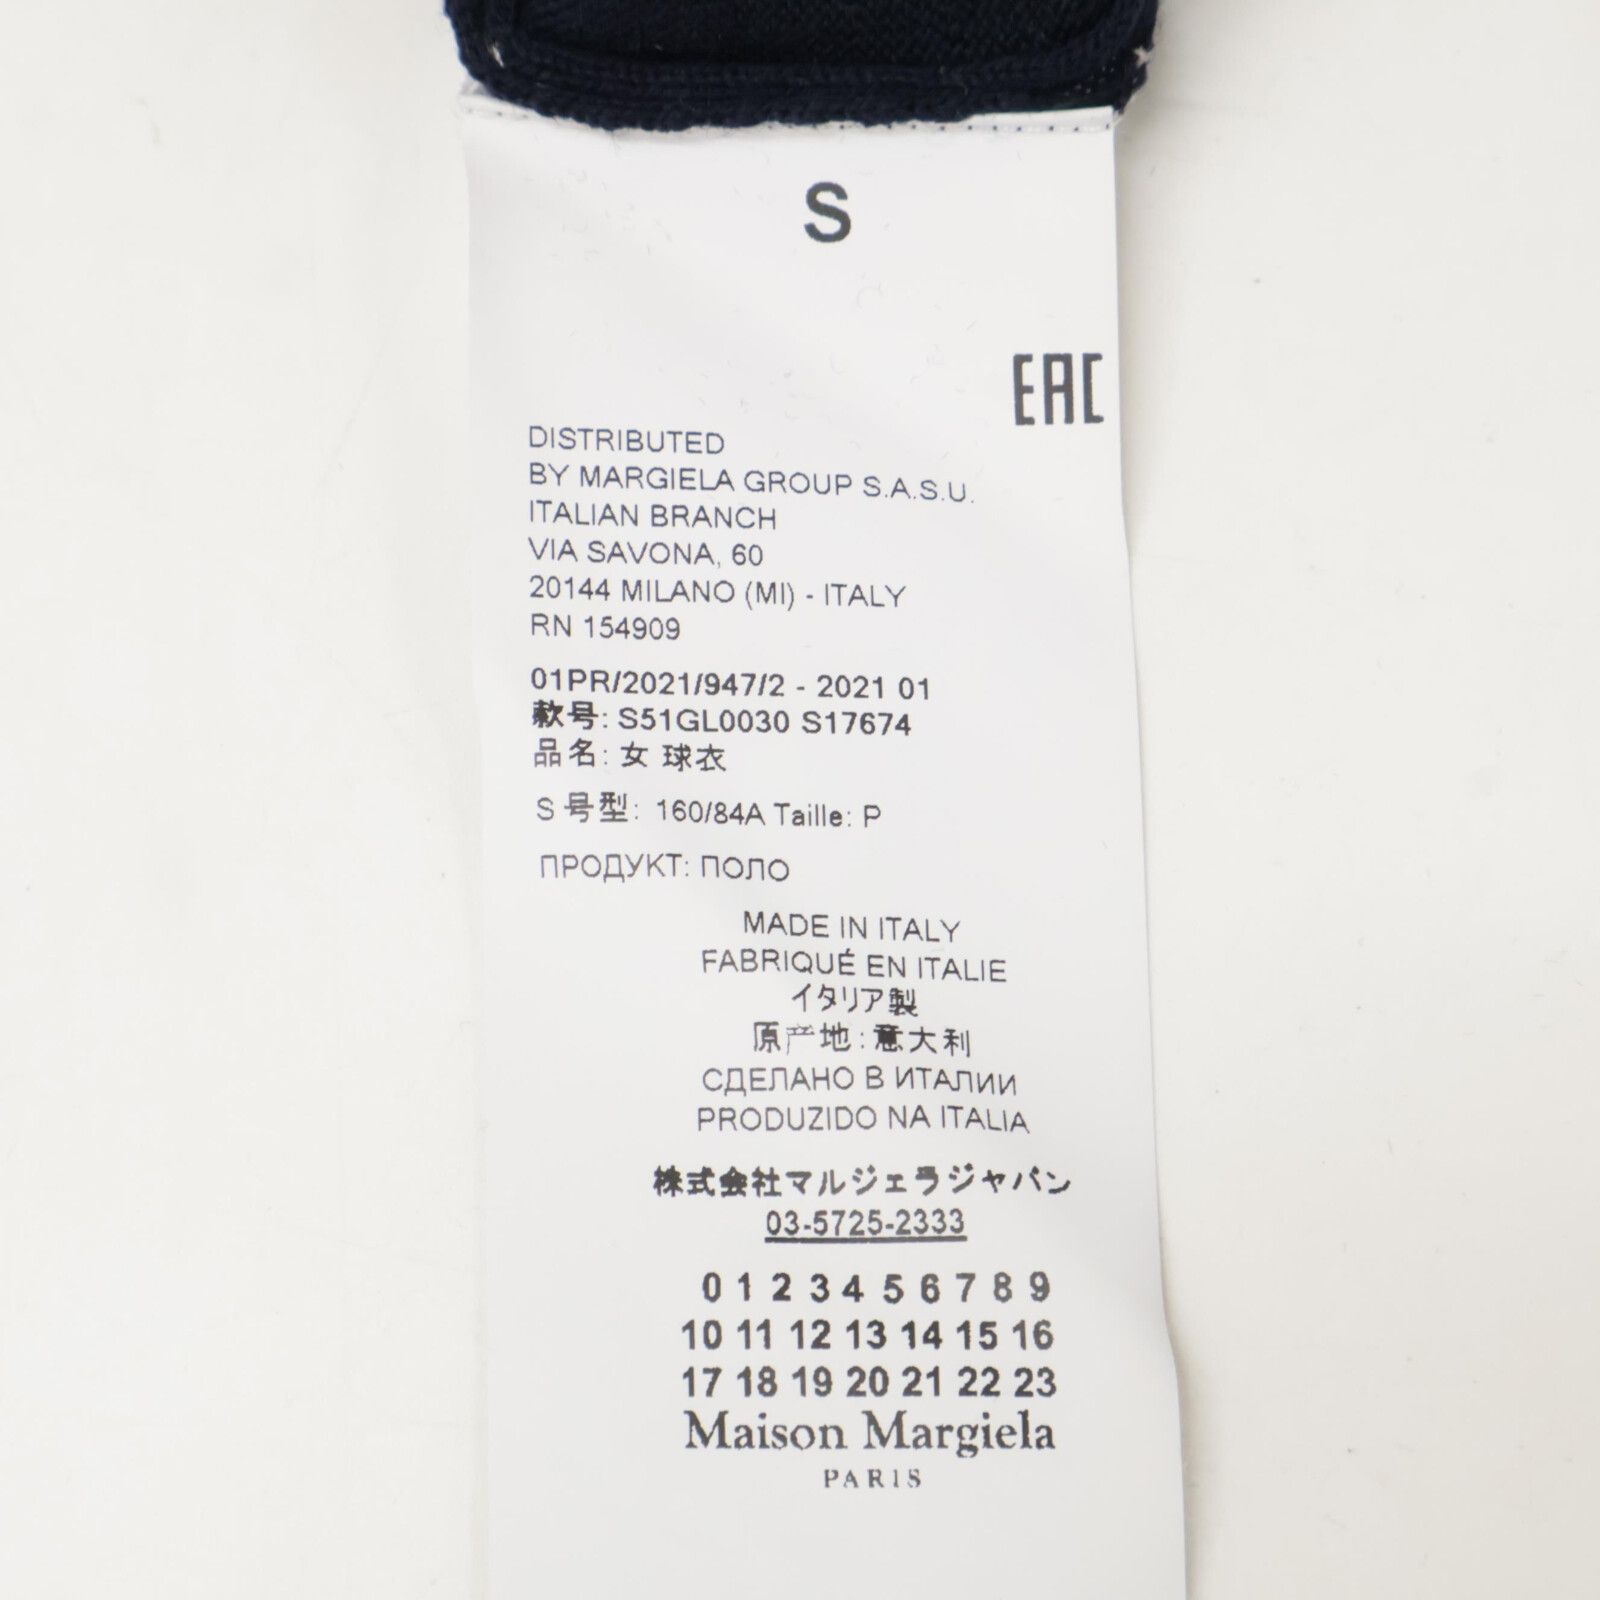 S
EAC
DISTRIBUTED
BY MARGIELA GROUP S.A.S.U.
ITALIAN BRANCH
VIA SAVONA, 60
20144 MILANO (MI) - ITALY
RN 154909
01PR/2021/947/2 - 2021 01
款号: S51GL0030 S17674
品名: 女 球衣
S 号型: 160/84A Taille: P
ПРОДУКТ: ПОЛО
MADE IN ITALY
FABRIQUÉ EN ITALIE
イタリア製
原产地: 意大利
СДЕЛАНО В ИТАЛИИ
PRODUZIDO NA ITALIA
株式会社マルジェラジャパン
03-5725-2333
0 1 2 3 4 5 6 7 8 9
10 11 12 13 14 15 16
17 18 19 20 21 22 23
Maison Margiela
PARIS